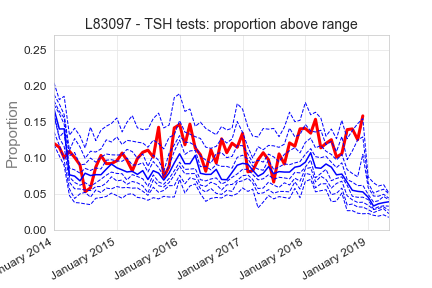 L83097 - TSH tests: proportion above range
Proportion
0.25
0.20
0.15
0.10
0.05
0.00
nuary 2014
January 2015
January 2016
January 2017
January 2018
January 2019